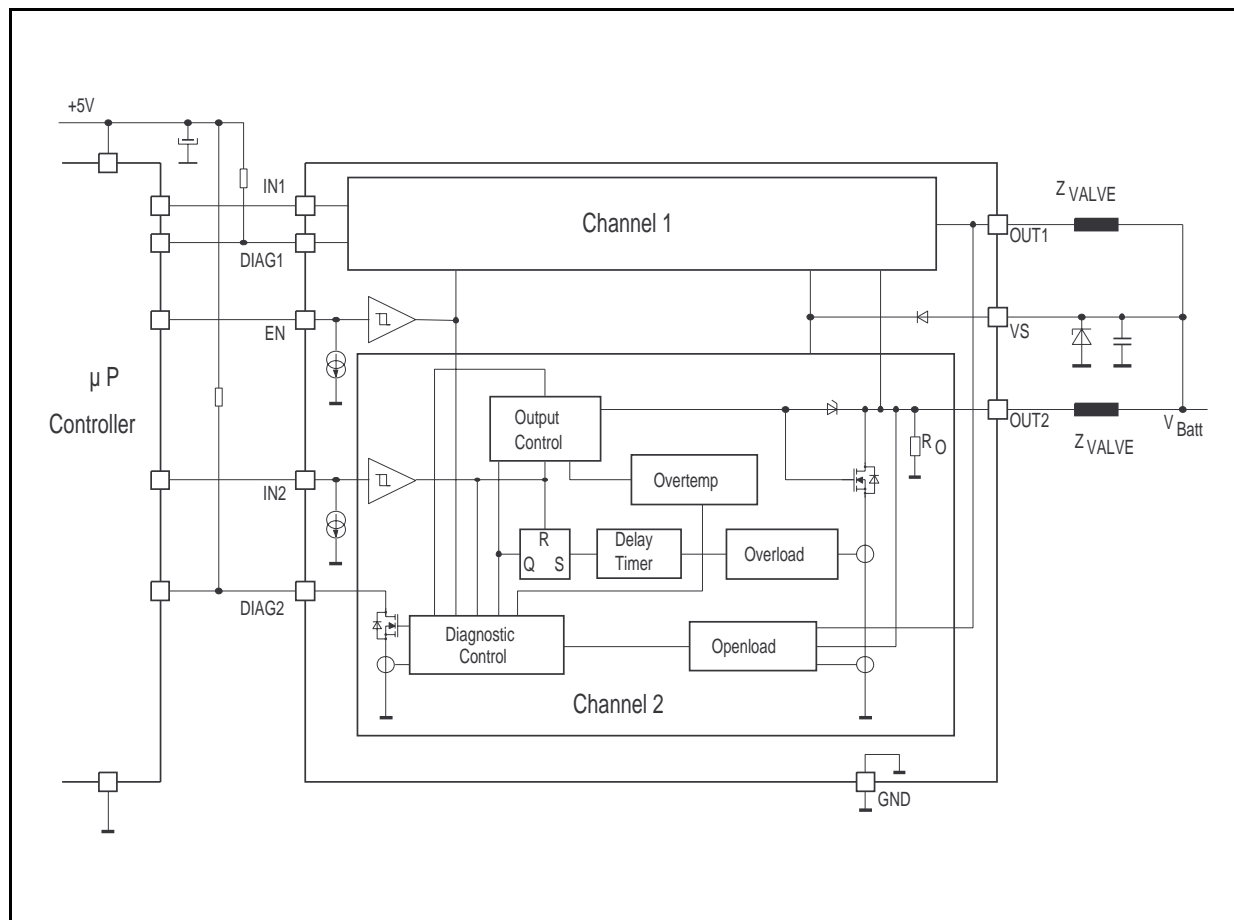 +5V
IN1
Z VALVE
Channel 1
OUT1
DIAG1
EN
VS
µ P
Controller
Output
Control
OUT2
V Batt
R O
Z VALVE
IN2
Overtemp
R
Q S
Delay
Timer
Overload
DIAG2
Diagnostic
Control
Openload
Channel 2
GND